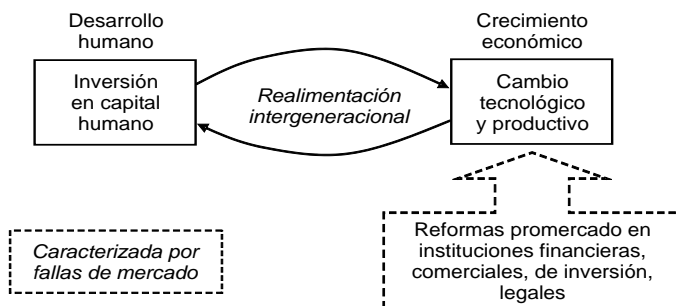 Desarrollo
humano
Crecimiento
económico
Inversión
en capital
humano
Realimentación
intergeneracional
Cambio
tecnológico
y productivo
Caracterizada por
fallas de mercado
Reformas promercado en
instituciones financieras,
comerciales, de inversión,
legales